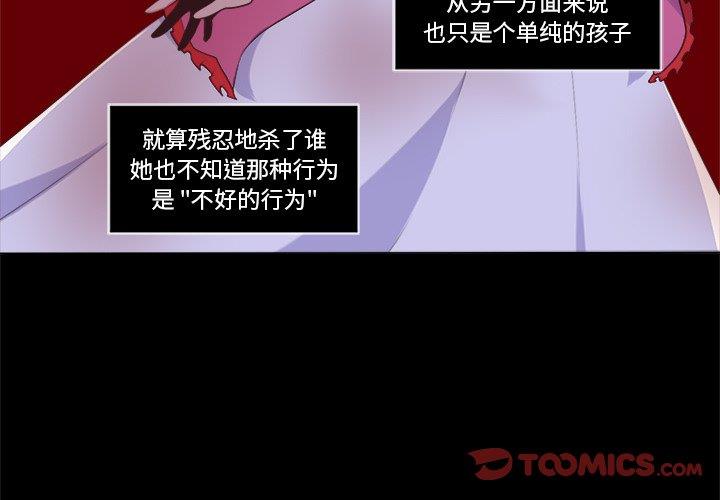 从另一方面来说
也只是个单纯的孩子
就算残忍地杀了谁
她也不知道那种行为
是 "不好的行为"
TOOMICS.COM